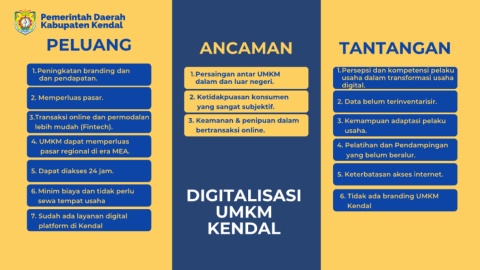 Pemerintah Daerah
Kabupaten Kendal
PELUANG
1.Peningkatan branding dan
dan pendapatan.
2. Memperluas pasar.
3.Transaksi online dan permodalan
lebih mudah (Fintech).
4. UMKM dapat memperluas
pasar regional di era MEA.
5. Dapat diakses 24 jam.
6. Minim biaya dan tidak perlu
sewa tempat usaha
7. Sudah ada layanan digital
platform di Kendal
ANCAMAN
1.Persaingan antar UMKM
dalam dan luar negeri.
2. Ketidakpuasan konsumen
yang sangat subjektif.
3. Keamanan & penipuan dalam
bertransaksi online.
DIGITALISASI
UMKM
KENDAL
TANTANGAN
1.Persepsi dan kompetensi pelaku
usaha dalam transformasi usaha
digital.
2. Data belum terinventarisir.
3. Kemampuan adaptasi pelaku
usaha.
4. Pelatihan dan Pendampingan
yang belum beralur.
5. Keterbatasan akses internet.
6. Tidak ada branding UMKM
Kendal